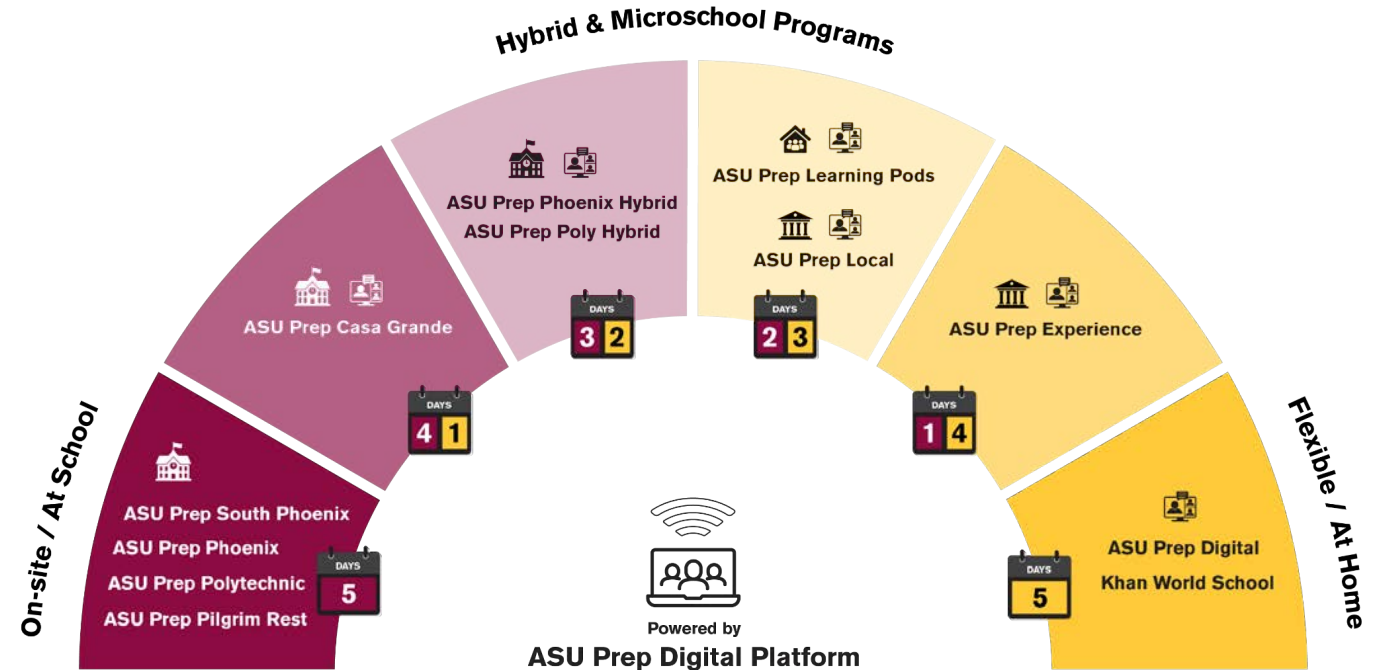 Hybrid & Microschool Programs
On-site / At School
Flexible / At Home
ASU Prep South Phoenix
ASU Prep Phoenix
ASU Prep Polytechnic
ASU Prep Pilgrim Rest
DAYS
5
ASU Prep Casa Grande
DAYS
4 1
ASU Prep Phoenix Hybrid
ASU Prep Poly Hybrid
DAYS
3 2
ASU Prep Learning Pods
ASU Prep Local
DAYS
2 3
ASU Prep Experience
DAYS
1 4
ASU Prep Digital
Khan World School
DAYS
5
Powered by
ASU Prep Digital Platform